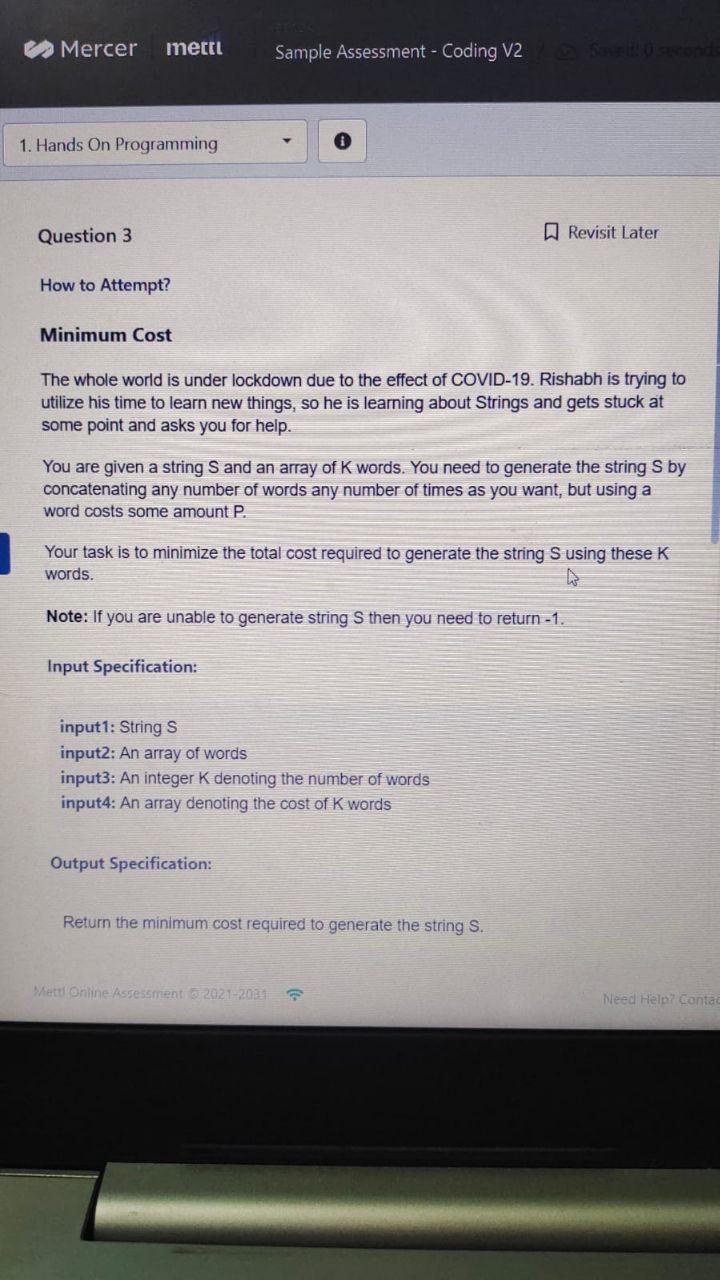 Mercer mettl
Sample Assessment - Coding V2
Saved: 0 seconds
1. Hands On Programming
Question 3
Revisit Later
How to Attempt?
Minimum Cost
The whole world is under lockdown due to the effect of COVID-19. Rishabh is trying to
utilize his time to learn new things, so he is learning about Strings and gets stuck at
some point and asks you for help.
You are given a string S and an array of K words. You need to generate the string S by
concatenating any number of words any number of times as you want, but using a
word costs some amount P.
Your task is to minimize the total cost required to generate the string S using these K
words.
Note: If you are unable to generate string S then you need to return -1.
Input Specification:
input1: String S
input2: An array of words
input3: An integer K denoting the number of words
input4: An array denoting the cost of K words
Output Specification:
Return the minimum cost required to generate the string S.
Mettl Online Assessment © 2021-2031
Need Help? Contac